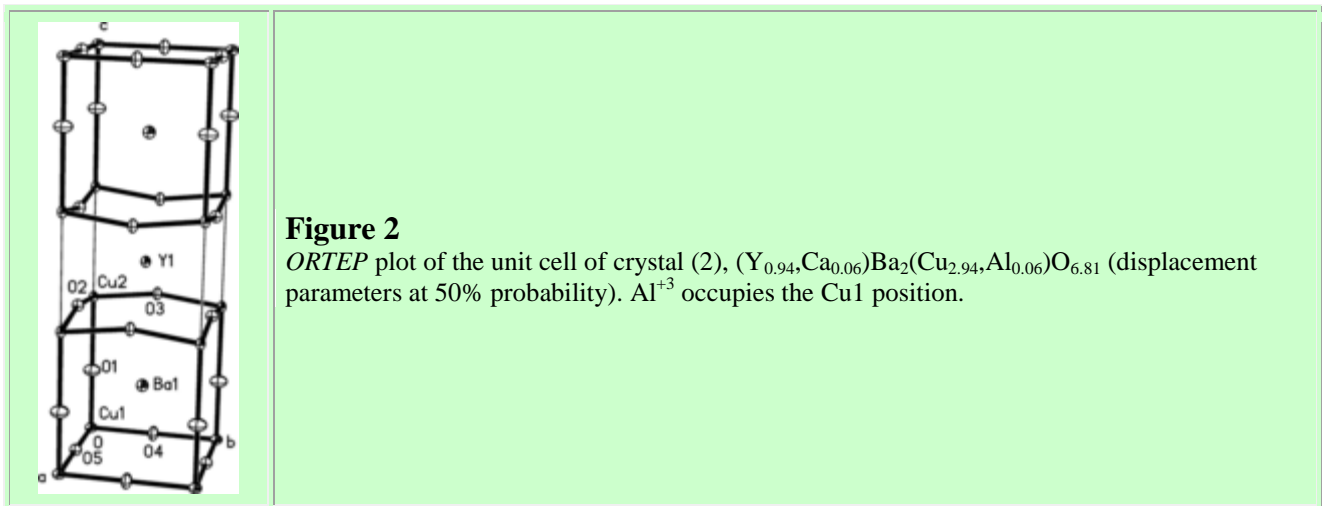 c
Y1
O2
Cu2
O3
O1
Ba1
Cu1
O
O5
O4
b
a
Figure 2
ORTEP plot of the unit cell of crystal (2), (Y0.94,Ca0.06)Ba2(Cu2.94,Al0.06)O6.81 (displacement
parameters at 50% probability). Al+3 occupies the Cu1 position.